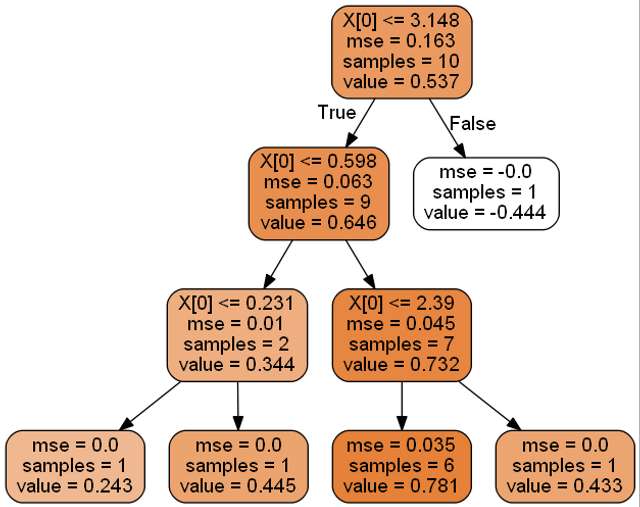 X[0] <= 3.148
mse = 0.163
samples = 10
value = 0.537
True
False
X[0] <= 0.598
mse = 0.063
samples = 9
value = 0.646
mse = -0.0
samples = 1
value = -0.444
X[0] <= 0.231
mse = 0.01
samples = 2
value = 0.344
X[0] <= 2.39
mse = 0.045
samples = 7
value = 0.732
mse = 0.0
samples = 1
value = 0.243
mse = 0.0
samples = 1
value = 0.445
mse = 0.035
samples = 6
value = 0.781
mse = 0.0
samples = 1
value = 0.433